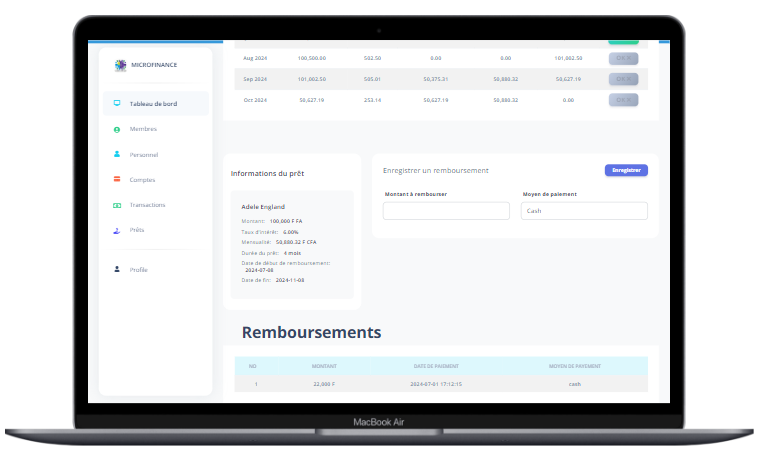 MICROFINANCE
Tableau de bord
Membres
Personnel
Comptes
Transactions
Prêts
Profile
Aug 2024 100,500.00 502.50 0.00 0.00 101,002.50
Sep 2024 101,002.50 505.01 50,375.31 50,880.32 50,627.19
Oct 2024 50,627.19 253.14 50,627.19 50,880.32 0.00
Informations du prêt
Adele England
Montant: 100,000 F FA
Taux d'intérêt: 6.00%
Mensualité: 50,880.32 F CFA
Durée du prêt: 4 mois
Date de début de remboursement:
2024-07-08
Date de fin: 2024-11-08
Enregistrer un remboursement
Enregistrer
Montant à rembourser Moyen de paiement
Cash
Remboursements
NO MONTANT DATE DE PAIEMENT MOYEN DE PAYEMENT
1 22,000 F 2024-07-01 17:12:15 cash
MacBook Air